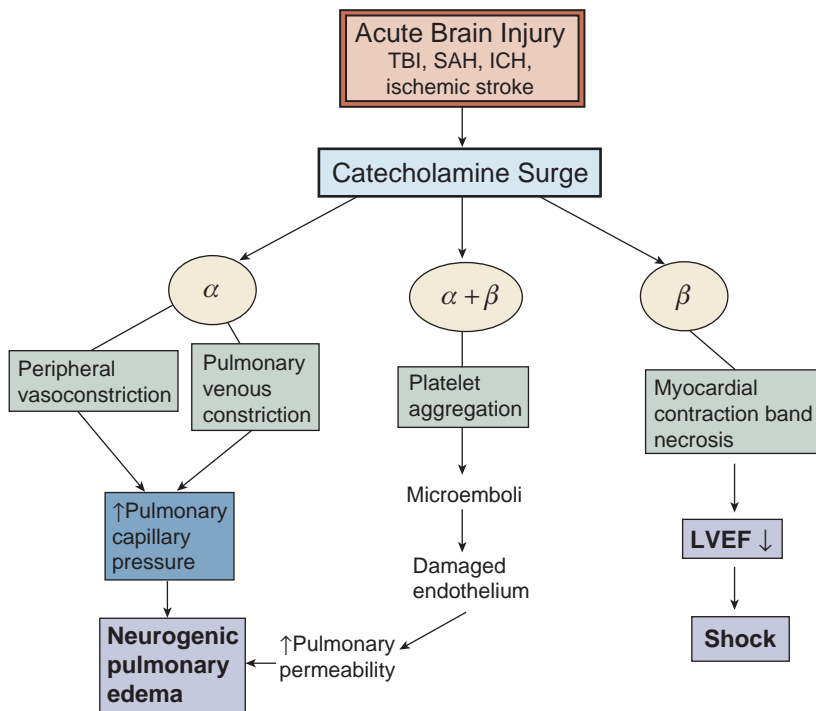 Acute Brain Injury
TBI, SAH, ICH,
ischemic stroke
Catecholamine Surge
α
α + β
β
Peripheral
vasoconstriction
Pulmonary
venous
constriction
Platelet
aggregation
Myocardial
contraction band
necrosis
↑Pulmonary
capillary
pressure
Microemboli
LVEF ↓
Damaged
endothelium
Neurogenic
pulmonary
edema
↑Pulmonary
permeability
Shock